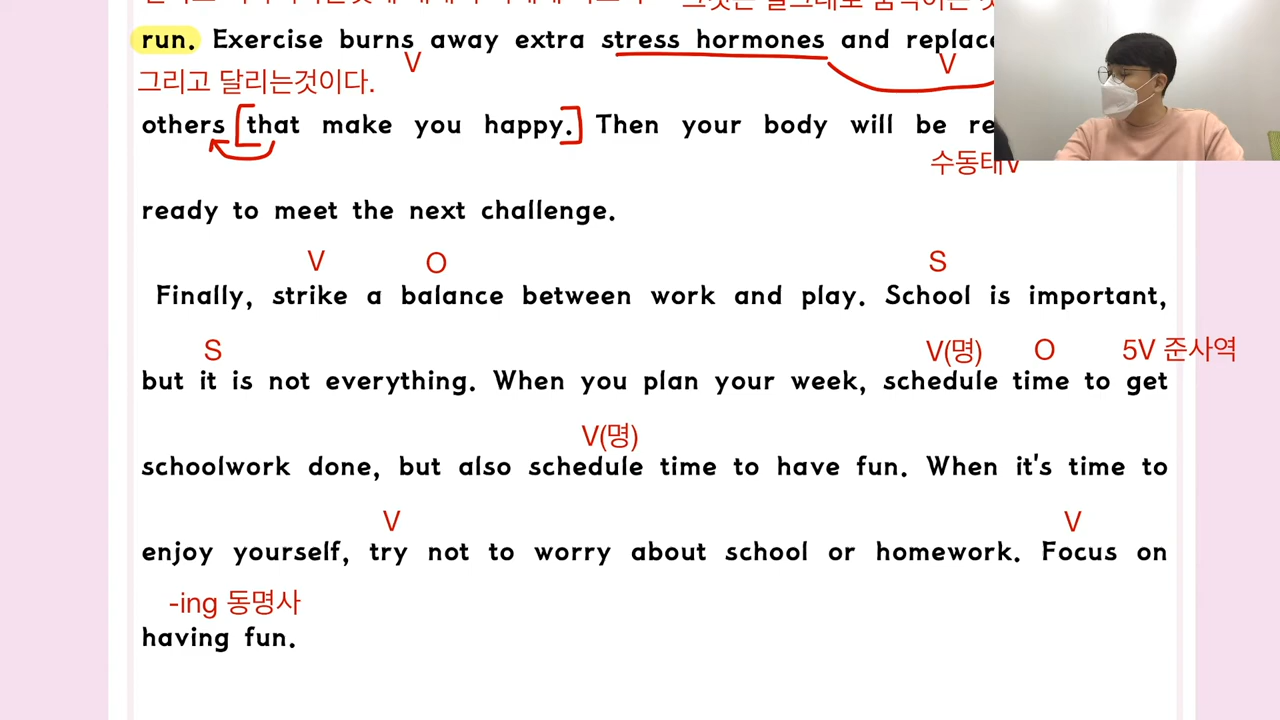 run. Exercise burns away extra stress hormones and replace
V V
그리고 달리는것이다.
others [that make you happy.] Then your body will be re
수동태V
ready to meet the next challenge.
V O S
Finally, strike a balance between work and play. School is important,
S V(명) O 5V 준사역
but it is not everything. When you plan your week, schedule time to get
V(명)
schoolwork done, but also schedule time to have fun. When it's time to
V V
enjoy yourself, try not to worry about school or homework. Focus on
-ing 동명사
having fun.